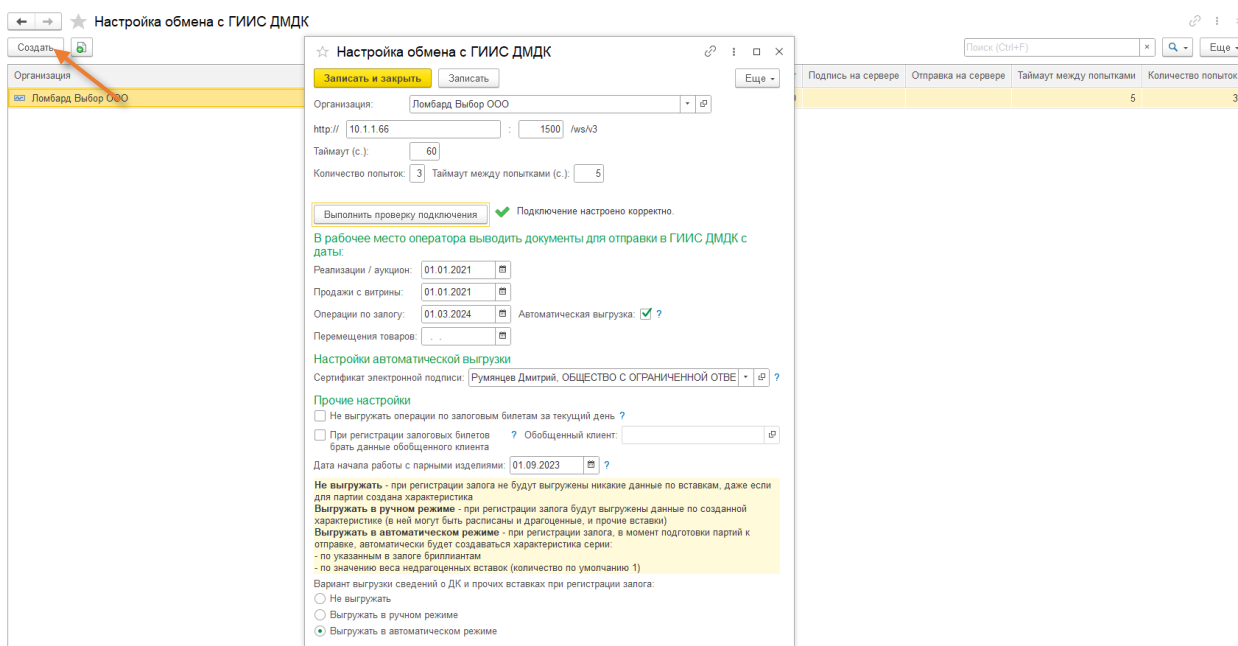 Настройка обмена с ГИИС ДМДК
Создать
Поиск (Ctrl+F)
×
Еще
Организация
Подпись на сервере
Отправка на сервере
Таймаут между попытками
Количество попыток
Ломбард Выбор ООО
5
3
Настройка обмена с ГИИС ДМДК
Записать и закрыть
Записать
Еще
Организация: Ломбард Выбор ООО
http:// 10.1.1.66 : 1500 /ws/v3
Таймаут (с.): 60
Количество попыток: 3 Таймаут между попытками (с.): 5
Выполнить проверку подключения Подключение настроено корректно.
В рабочее место оператора выводить документы для отправки в ГИИС ДМДК с
даты:
Реализации / аукцион: 01.01.2021
Продажи с витрины: 01.01.2021
Операции по залогу: 01.03.2024 Автоматическая выгрузка: ?
Перемещения товаров: . .
Настройки автоматической выгрузки
Сертификат электронной подписи: Румянцев Дмитрий, ОБЩЕСТВО С ОГРАНИЧЕННОЙ ОТВЕ ?
Прочие настройки
Не выгружать операции по залоговым билетам за текущий день ?
При регистрации залоговых билетов ? Обобщенный клиент:
брать данные обобщенного клиента
Дата начала работы с парными изделиями: 01.09.2023 ?
Не выгружать - при регистрации залога не будут выгружены никакие данные по вставкам, даже если
для партии создана характеристика
Выгружать в ручном режиме - при регистрации залога будут выгружены данные по созданной
характеристике (в ней могут быть расписаны и драгоценные, и прочие вставки)
Выгружать в автоматическом режиме - при регистрации залога, в момент подготовки партий к
отправке, автоматически будет создаваться характеристика серии:
- по указанным в залоге бриллиантам
- по значению веса недрагоценных вставок (количество по умолчанию 1)
Вариант выгрузки сведений о ДК и прочих вставках при регистрации залога:
Не выгружать
Выгружать в ручном режиме
Выгружать в автоматическом режиме